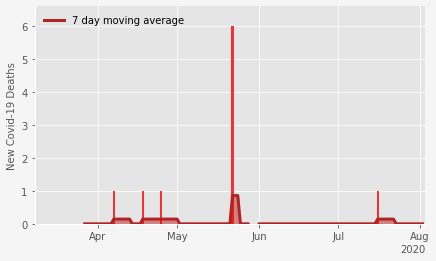 7 day moving average
New Covid-19 Deaths
6
5
4
3
2
1
0
Apr
May
Jun
Jul
Aug
2020